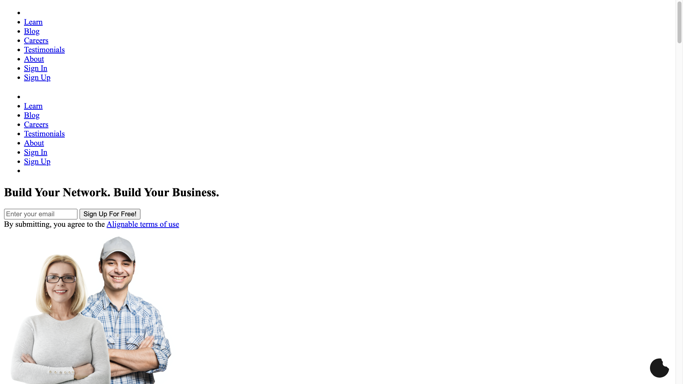 Learn
Blog
Careers
Testimonials
About
Sign In
Sign Up
Learn
Blog
Careers
Testimonials
About
Sign In
Sign Up
Build Your Network. Build Your Business.
Enter your email Sign Up For Free!
By submitting, you agree to the Alignable terms of use